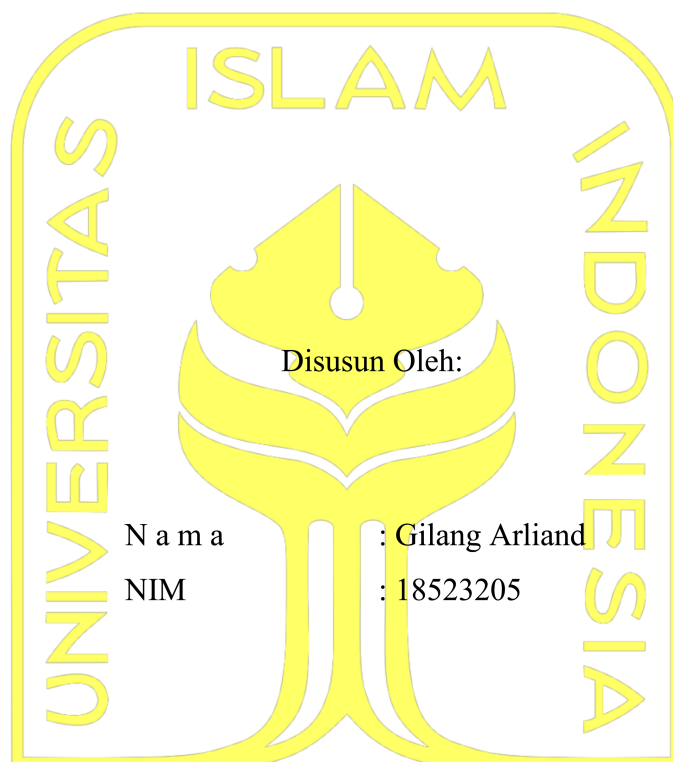 UNIVERSITAS
ISLAM
INDONESIA
Disusun Oleh:
N a m a : Gilang Arliand
NIM : 18523205